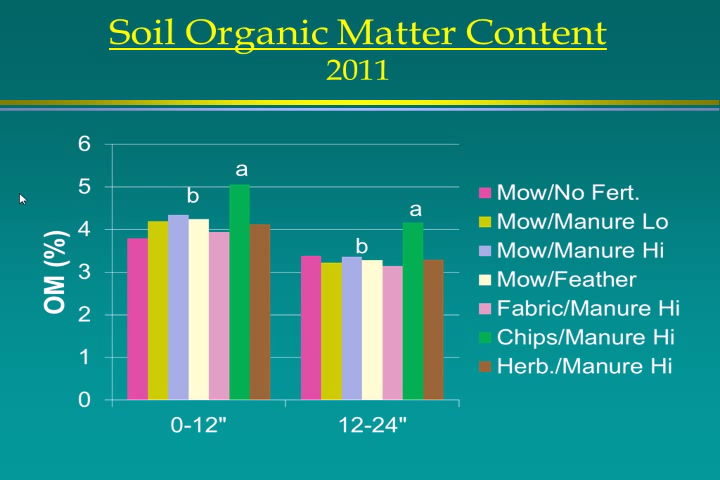 Soil Organic Matter Content
2011
6
5
4
3
2
1
0
OM (%)
b
a
b
a
0-12"
12-24"
Mow/No Fert.
Mow/Manure Lo
Mow/Manure Hi
Mow/Feather
Fabric/Manure Hi
Chips/Manure Hi
Herb./Manure Hi